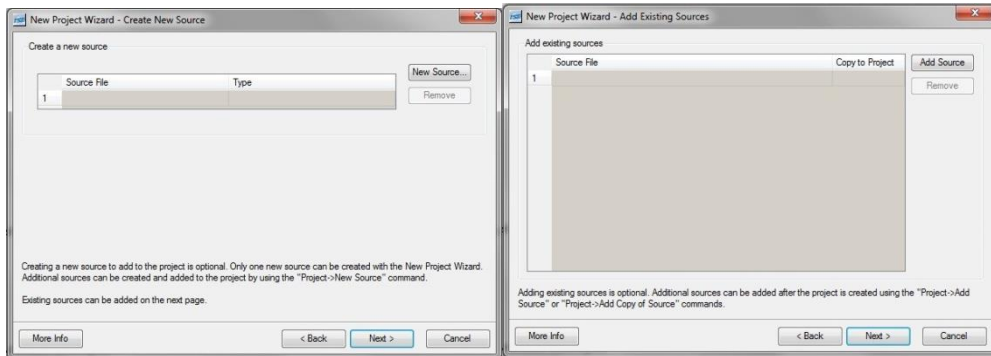 New Project Wizard - Create New Source
Create a new source
Source File Type
1
New Source...
Remove
Creating a new source to add to the project is optional. Only one new source can be created with the New Project Wizard.
Additional sources can be created and added to the project by using the "Project->New Source" command.
Existing sources can be added on the next page.
More Info < Back Next > Cancel
New Project Wizard - Add Existing Sources
Add existing sources
Source File Copy to Project
1
Add Source
Remove
Adding existing sources is optional. Additional sources can be added after the project is created using the "Project->Add
Source" or "Project->Add Copy of Source" commands.
More Info < Back Next > Cancel